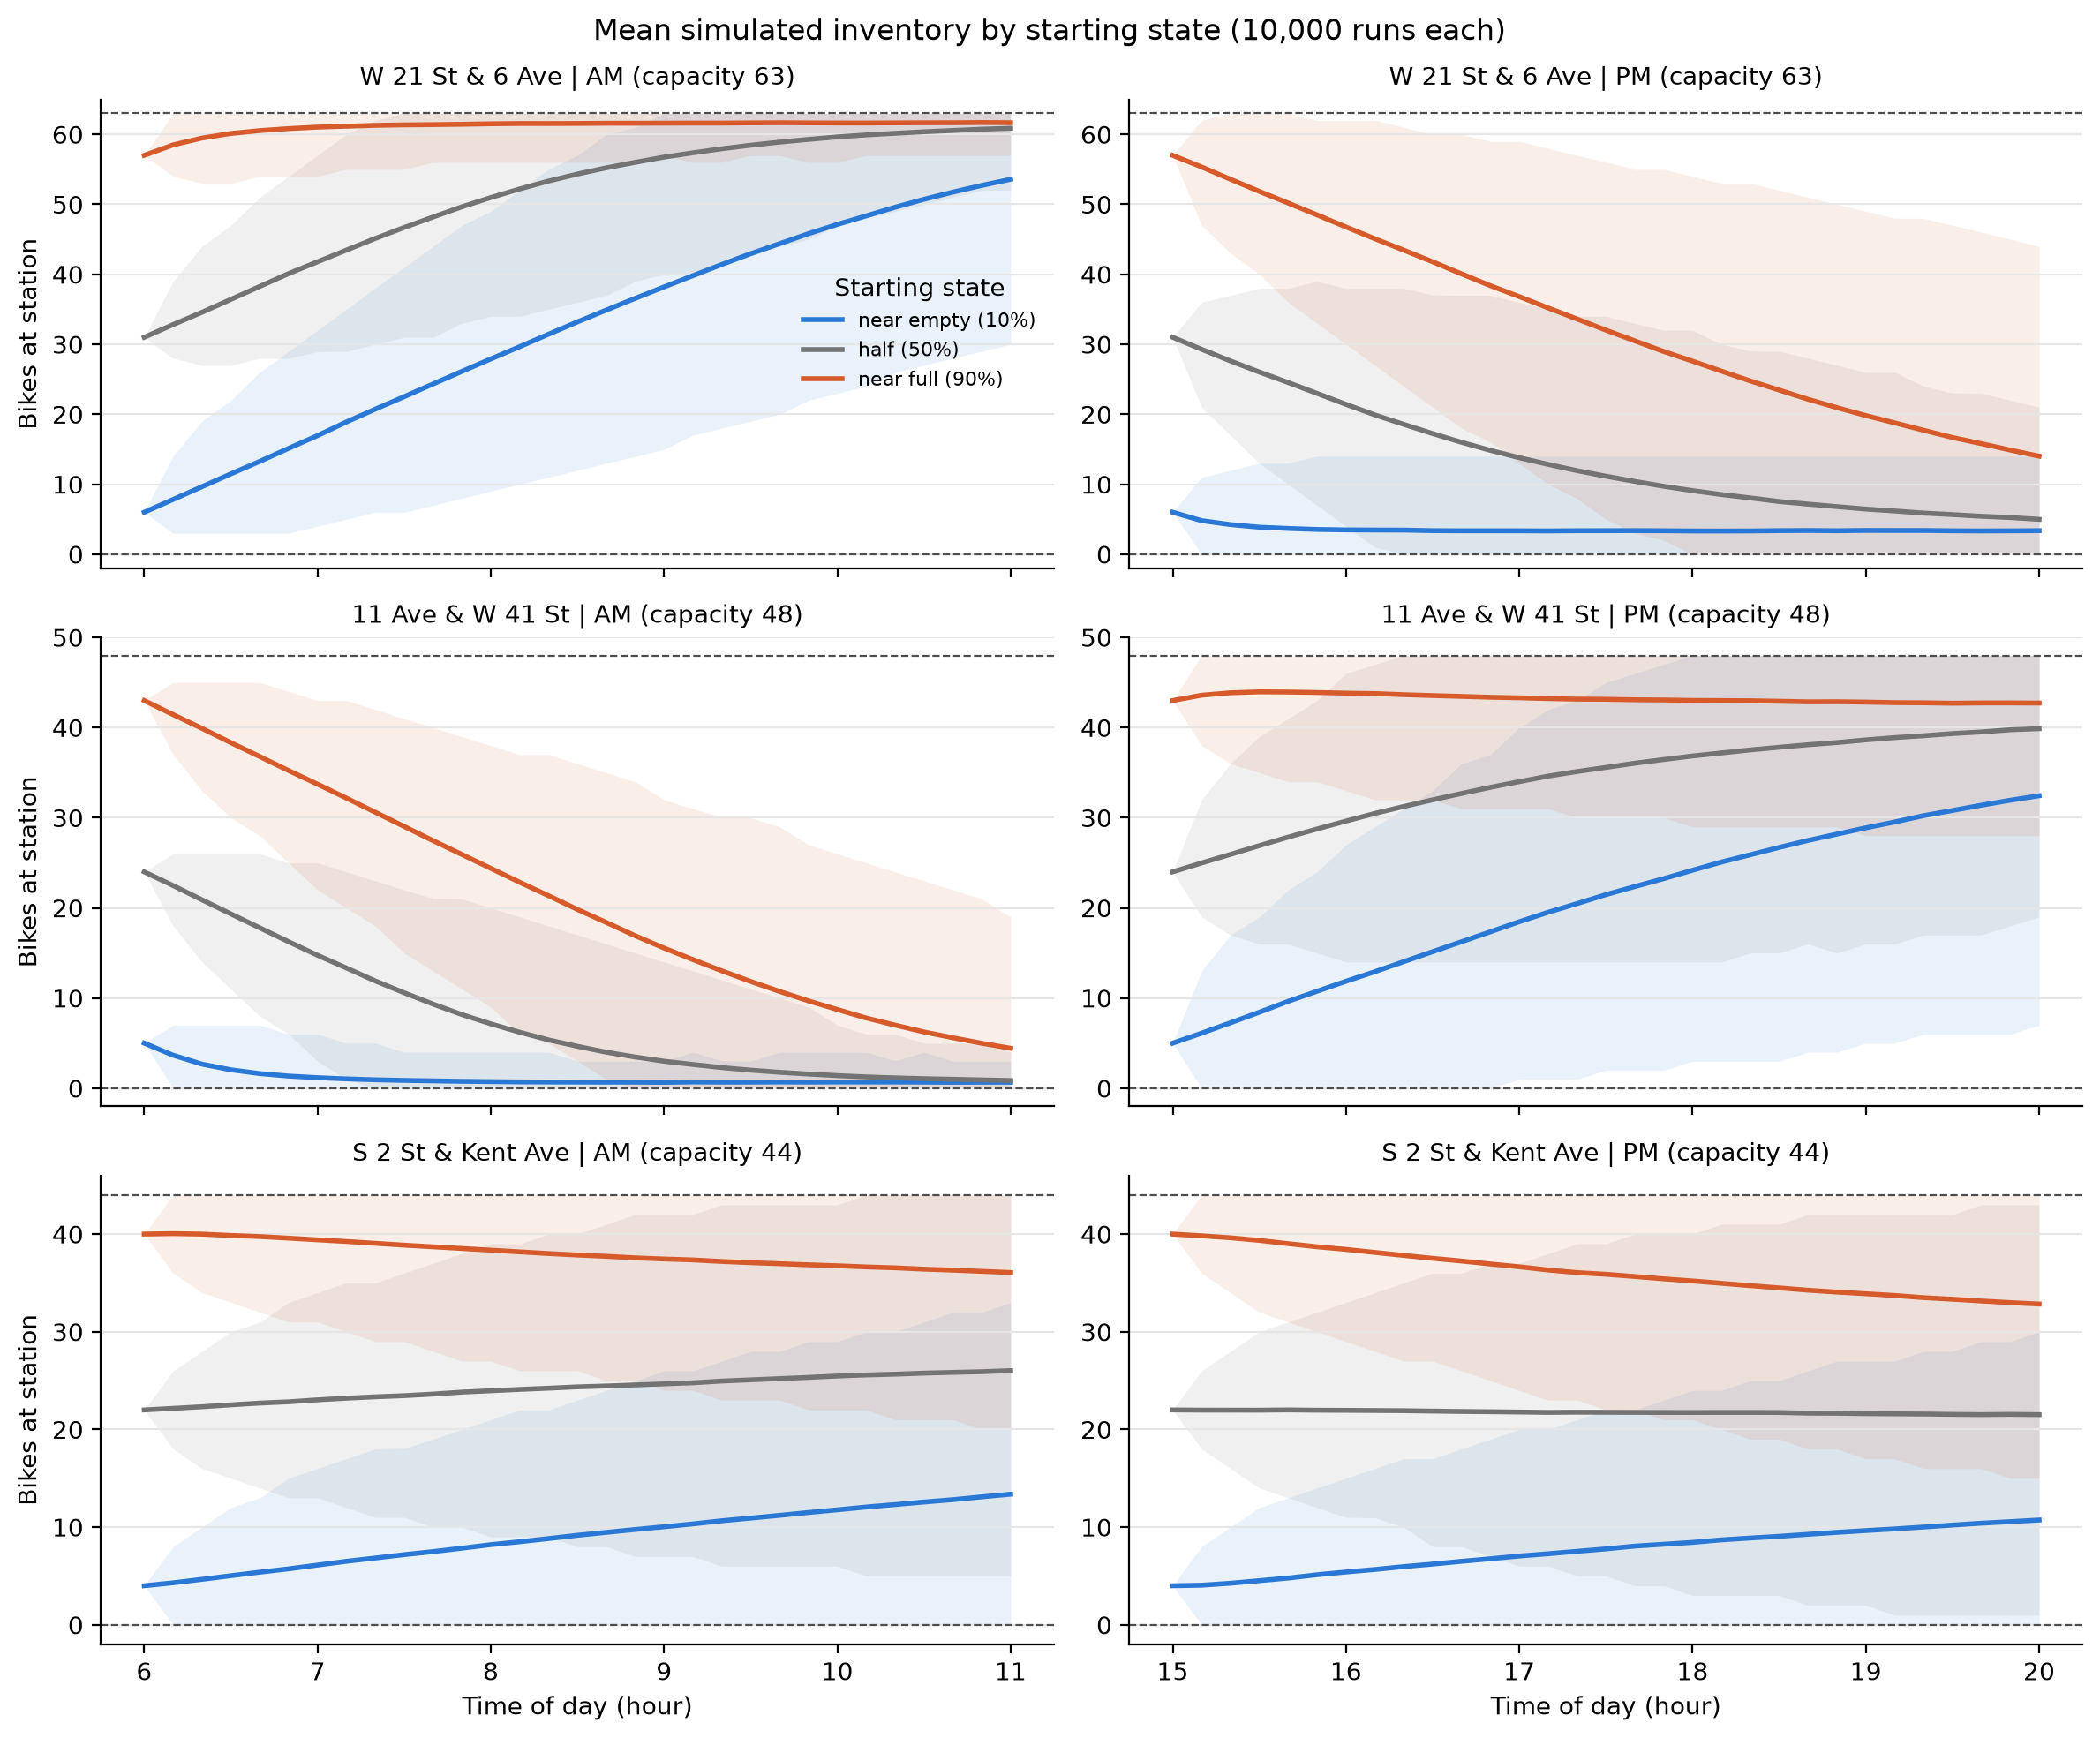 Mean simulated inventory by starting state (10,000 runs each)
W 21 St & 6 Ave | AM (capacity 63)
Bikes at station
60
50
40
30
20
10
0
Starting state
near empty (10%)
half (50%)
near full (90%)
W 21 St & 6 Ave | PM (capacity 63)
60
50
40
30
20
10
0
11 Ave & W 41 St | AM (capacity 48)
Bikes at station
50
40
30
20
10
0
11 Ave & W 41 St | PM (capacity 48)
50
40
30
20
10
0
S 2 St & Kent Ave | AM (capacity 44)
Bikes at station
40
30
20
10
0
6 7 8 9 10 11
Time of day (hour)
S 2 St & Kent Ave | PM (capacity 44)
40
30
20
10
0
15 16 17 18 19 20
Time of day (hour)